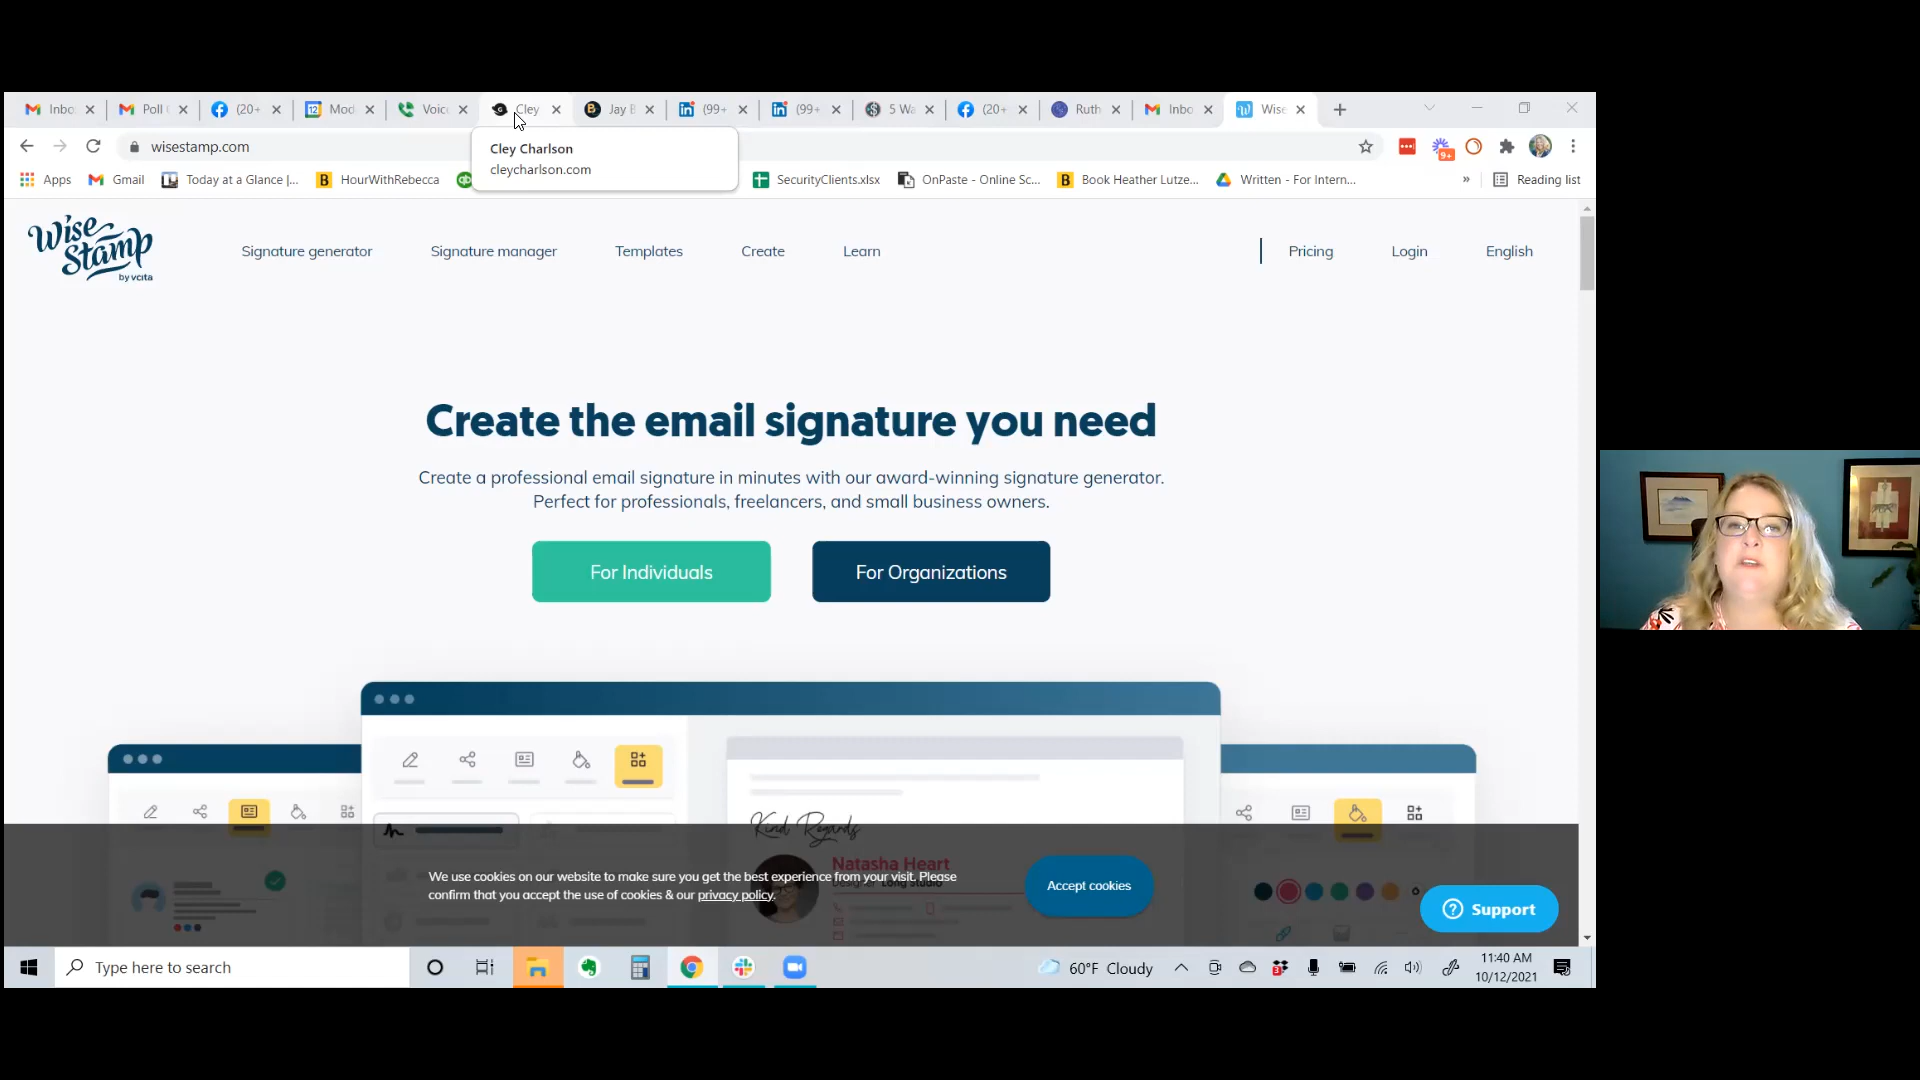 Inbo
Poll
(20+
Mod
Voic
Cley
Jay B
(99+
(99+
5 Wa
(20+
Ruth
Inbo
Wise
wisestamp.com
Cley Charlson
cleycharlson.com
9+
Apps
Gmail
Today at a Glance |...
HourWithRebecca
SecurityClients.xlsx
OnPaste - Online Sc...
Book Heather Lutze...
Written - For Intern...
»
Reading list
Wise Stamp
by vcita
Signature generator
Signature manager
Templates
Create
Learn
Pricing
Login
English
Create the email signature you need
Create a professional email signature in minutes with our award-winning signature generator.
Perfect for professionals, freelancers, and small business owners.
For Individuals
For Organizations
Kind Regards
Natasha Heart
Designer Long Studio
We use cookies on our website to make sure you get the best experience from your visit. Please
confirm that you accept the use of cookies & our privacy policy.
Accept cookies
Support
Type here to search
60°F Cloudy
11:40 AM
10/12/2021